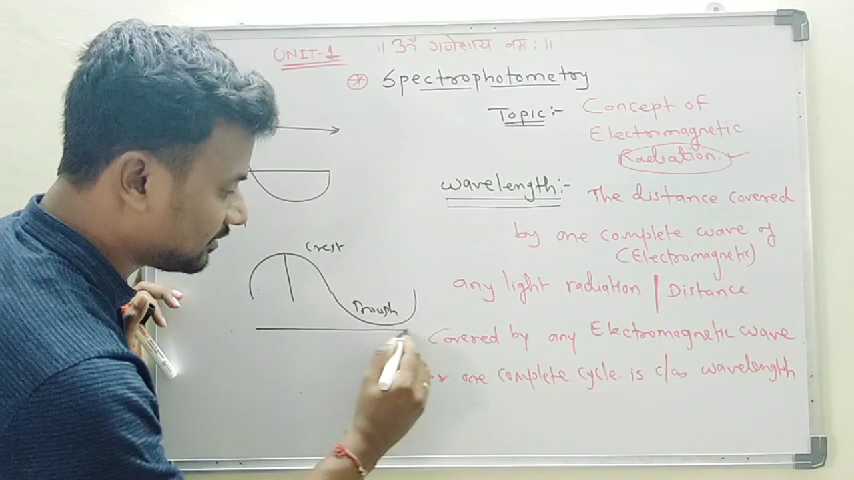 UNIT-1
॥ ॐ गनेशाय नमः ॥
Spectrophotometry
Topic:- Concept of
Electromagnetic
Radiation.
wavelength:- The distance covered
by one complete wave of
(Electromagnetic)
any light radiation | Distance
Covered by any Electromagnetic wave
one complete cycle is c/as wavelength
Crest
Trough